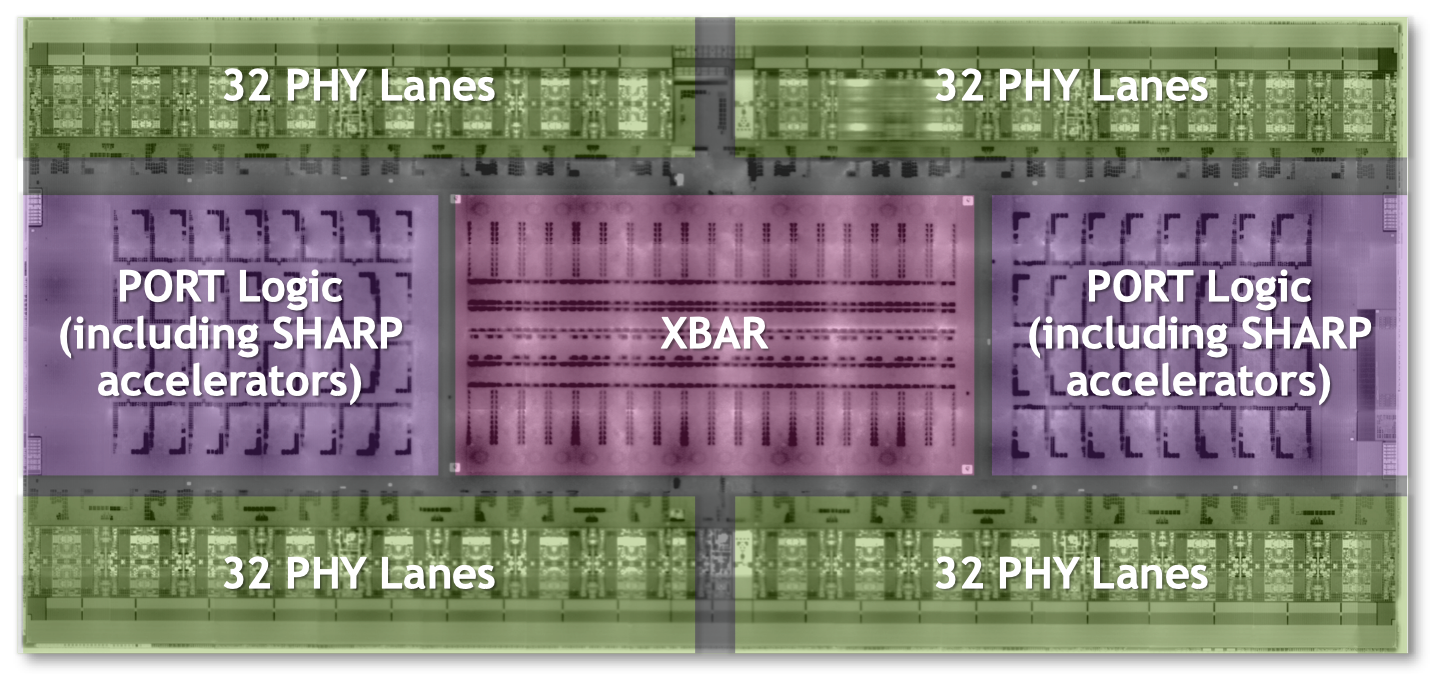 32 PHY Lanes
32 PHY Lanes
PORT Logic
(including SHARP
accelerators)
XBAR
PORT Logic
(including SHARP
accelerators)
32 PHY Lanes
32 PHY Lanes